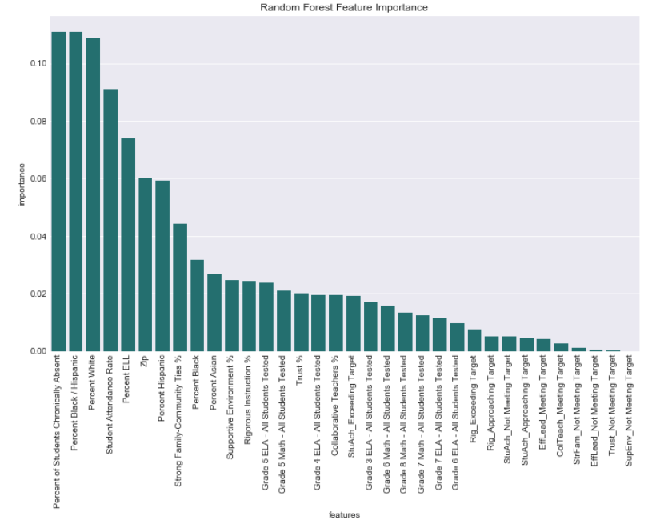 Random Forest Feature Importance
0.10
0.08
0.06
0.04
0.02
0.00
importance
Percent of Students Chronically Absent
Percent Black / Hispanic
Percent White
Student Attendance Rate
Percent ELL
Zip
Percent Hispanic
Strong Family-Community Ties %
Percent Black
Percent Asian
Supportive Environment %
Rigorous Instruction %
Grade 5 ELA - All Students Tested
Grade 5 Math - All Students Tested
Trust %
Grade 4 ELA - All Students Tested
Collaborative Teachers %
StuAch_Exceeding Target
Grade 3 ELA - All Students Tested
Grade 6 Math - All Students Tested
Grade 8 Math - All Students Tested
Grade 7 Math - All Students Tested
Grade 7 ELA - All Students Tested
Grade 6 ELA - All Students Tested
Rig_Exceeding Target
Rig_Approaching Target
StuAch_Not Meeting Target
StuAch_Approaching Target
EffLead_Meeting Target
ColTeach_Meeting Target
StrFam_Not Meeting Target
EffLead_Not Meeting Target
Trust_Not Meeting Target
SupEnv_Not Meeting Target
features